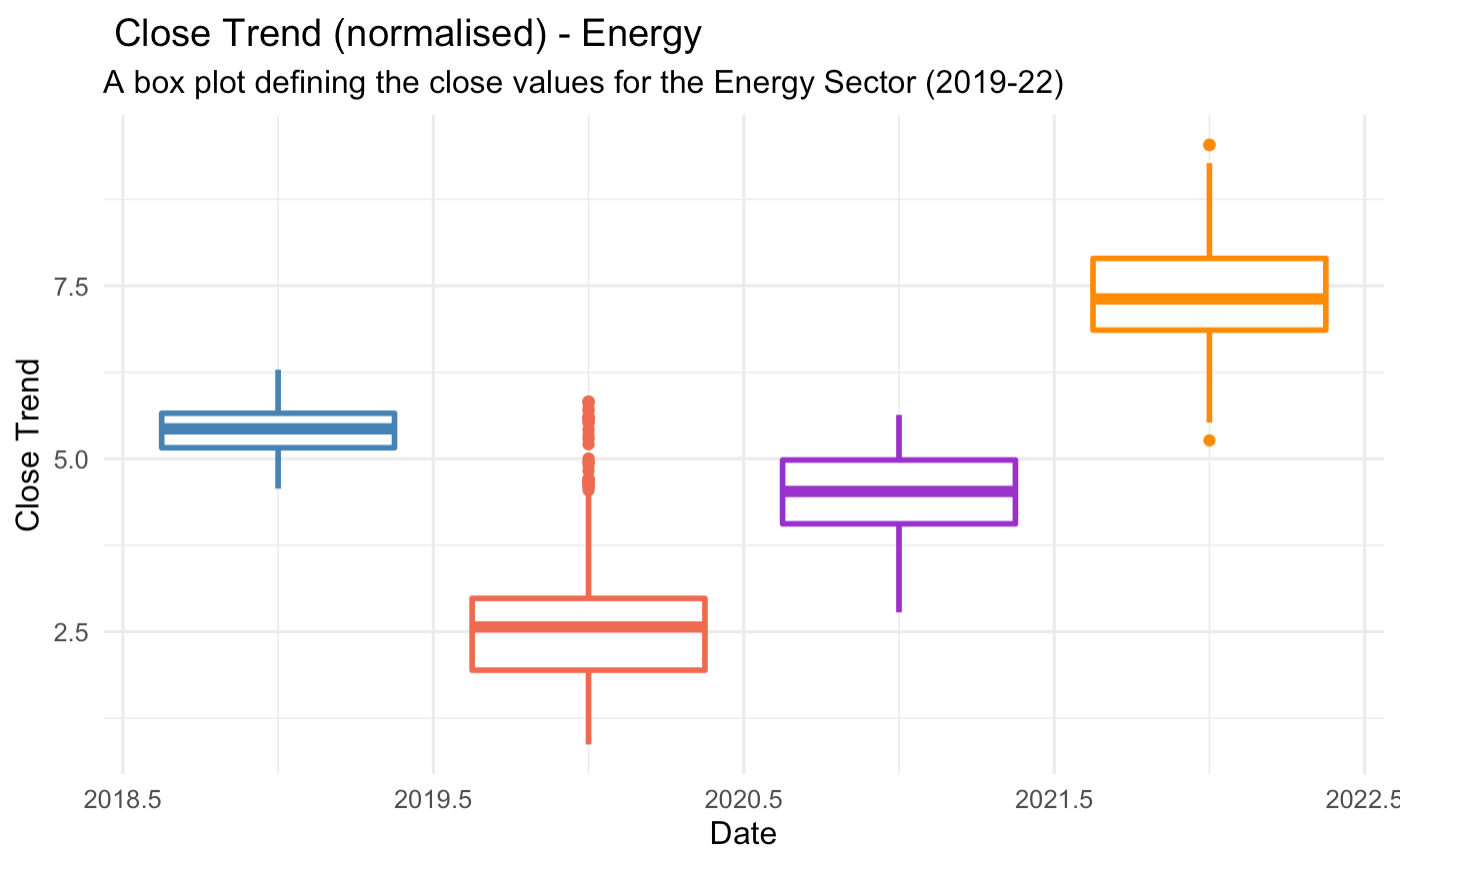 Close Trend (normalised) - Energy
A box plot defining the close values for the Energy Sector (2019-22)
Close Trend
7.5
5.0
2.5
2018.5 2019.5 2020.5 2021.5 2022.5
Date